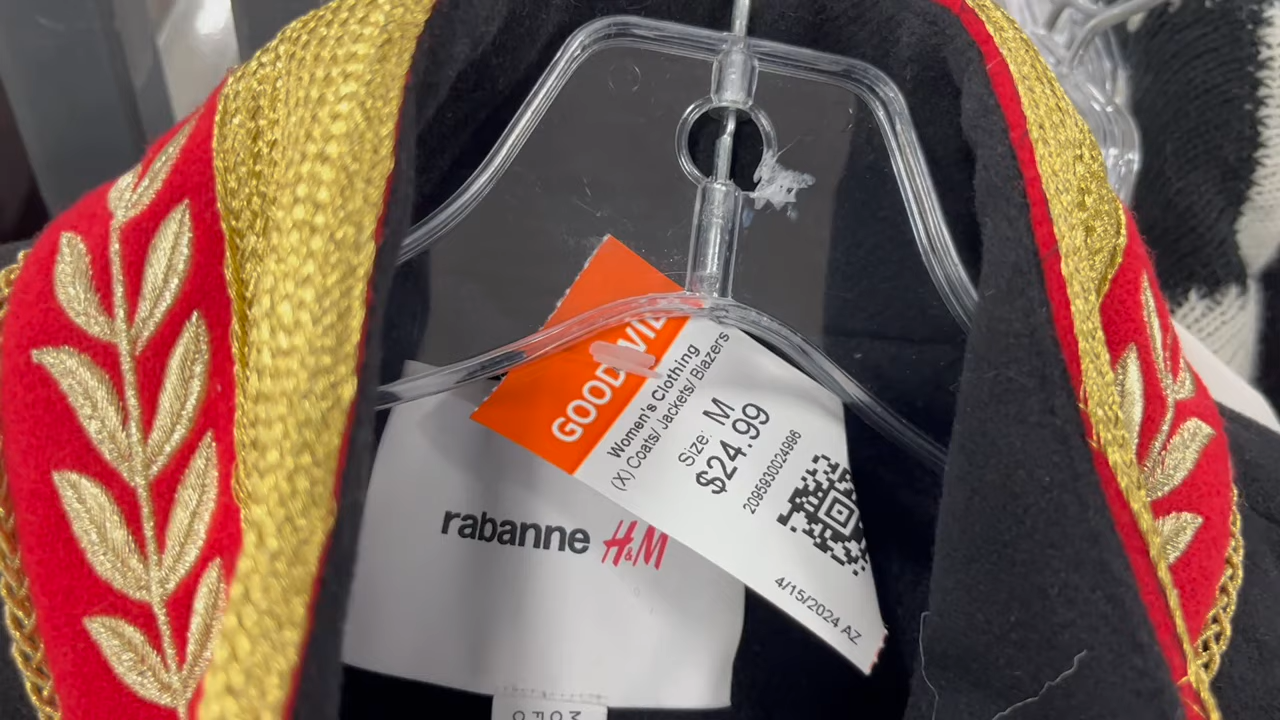 GOODWILL
Women's Clothing
(X) Coats/ Jackets/ Blazers
Size: M
$24.99
2095930024996
4/15/2024 AZ
rabanne H&M